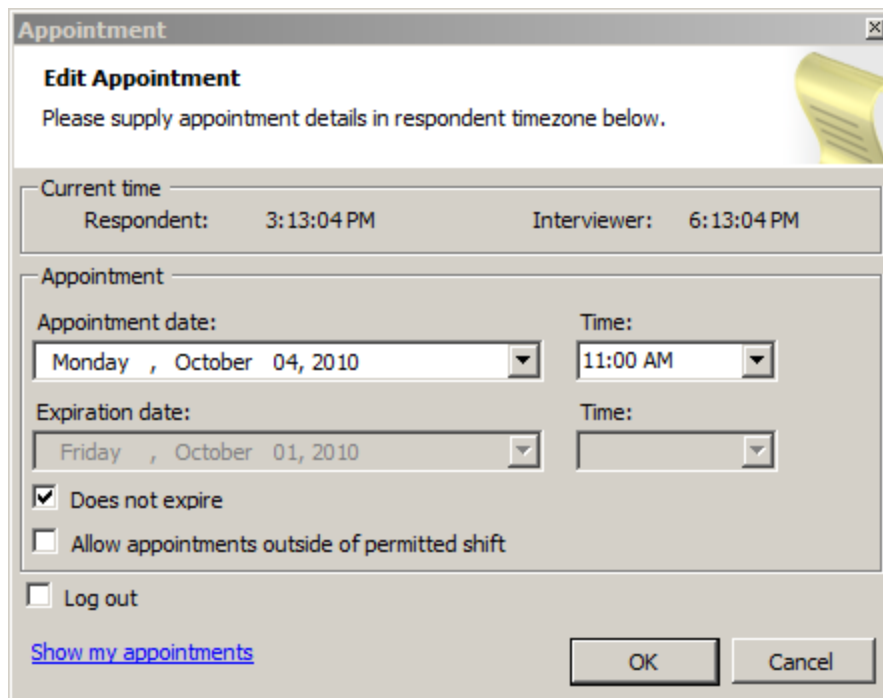 Appointment
Edit Appointment
Please supply appointment details in respondent timezone below.
Current time
Respondent: 3:13:04 PM Interviewer: 6:13:04 PM
Appointment
Appointment date: Time:
Monday , October 04, 2010 11:00 AM
Expiration date: Time:
Friday , October 01, 2010
Does not expire
Allow appointments outside of permitted shift
Log out
Show my appointments OK Cancel